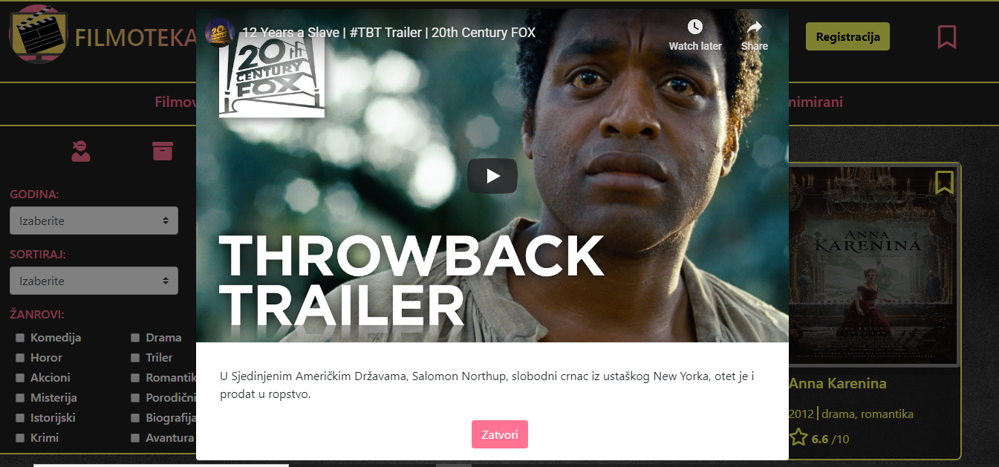 FILMOTEKA
12 Years a Slave | #TBT Trailer | 20th Century FOX
Watch later
Share
Registracija
20th
CENTURY
FOX
Filmov
nimirani
GODINA:
Izaberite
SORTIRAJ:
Izaberite
ŽANROVI:
Komedija
Drama
Horor
Triler
Akcioni
Romantik
Misterija
Porodični
Istorijski
Biografija
Krimi
Avantura
THROWBACK
TRAILER
U Sjedinjenim Američkim Državama, Salomon Northup, slobodni crnac iz ustaškog New Yorka, otet je i
prodat u ropstvo.
Zatvori
ANNA
KARENINA
Anna Karenina
2012 | drama, romantika
6.6 /10